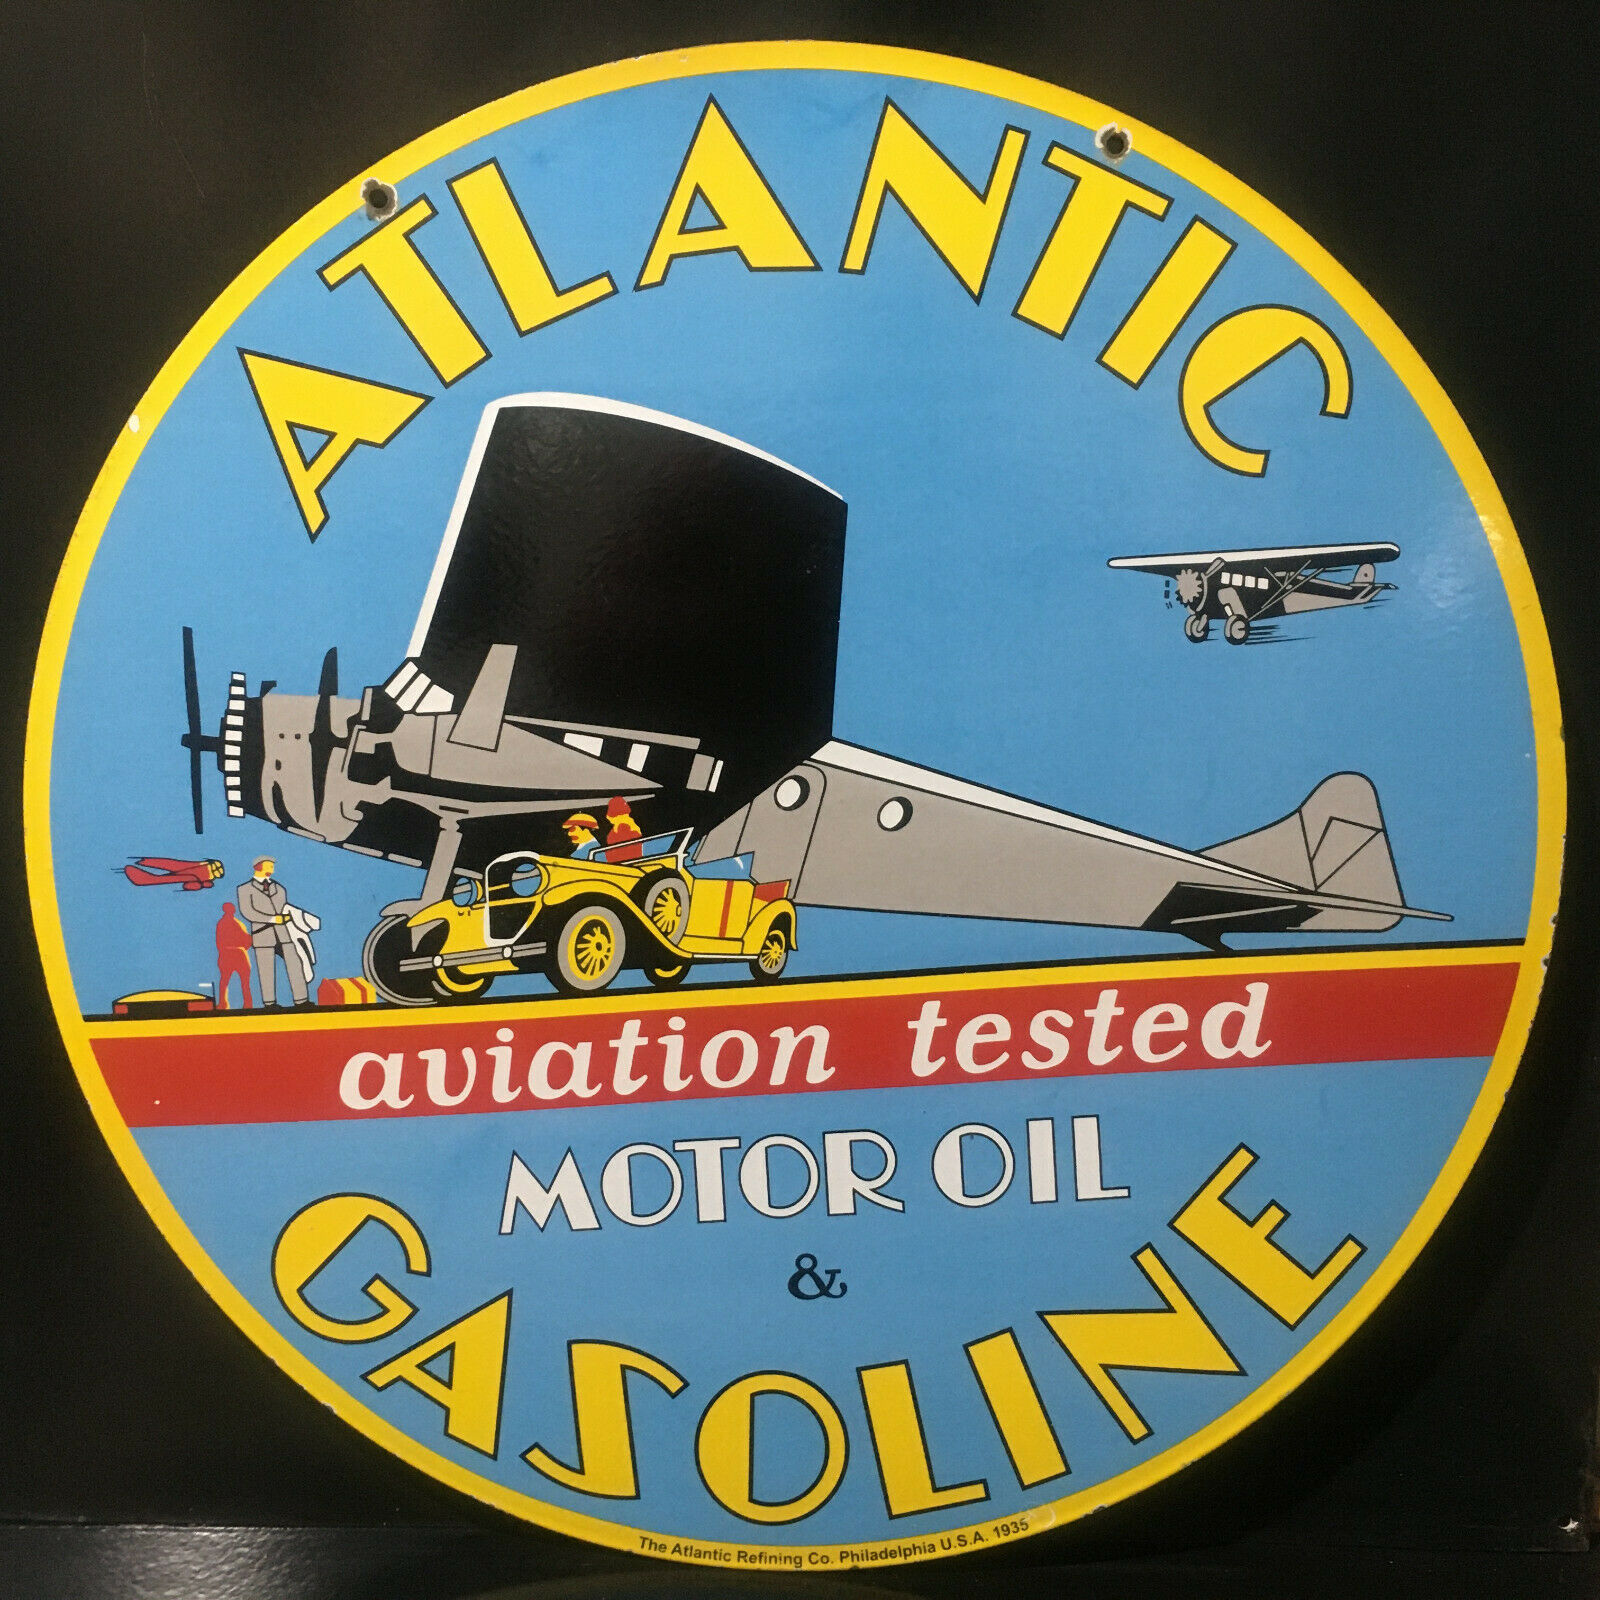 ATLANTIC
aviation tested
MOTOR OIL
&
GASOLINE
The Atlantic Refining Co. Philadelphia U.S.A. 1935